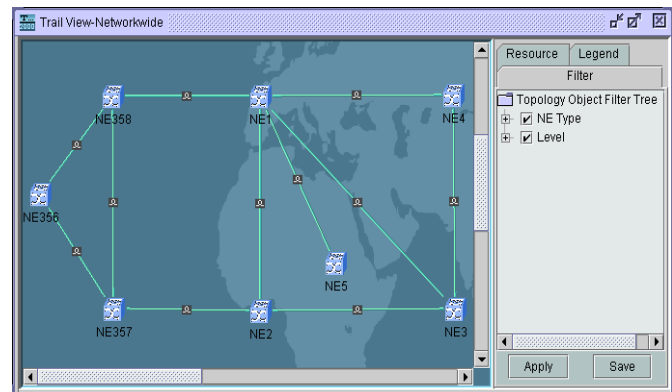 Trail View-Networkwide
Resource
Legend
Filter
Topology Object Filter Tree
NE Type
Level
NE358
NE1
NE4
NE356
NE5
NE357
NE2
NE3
Apply
Save